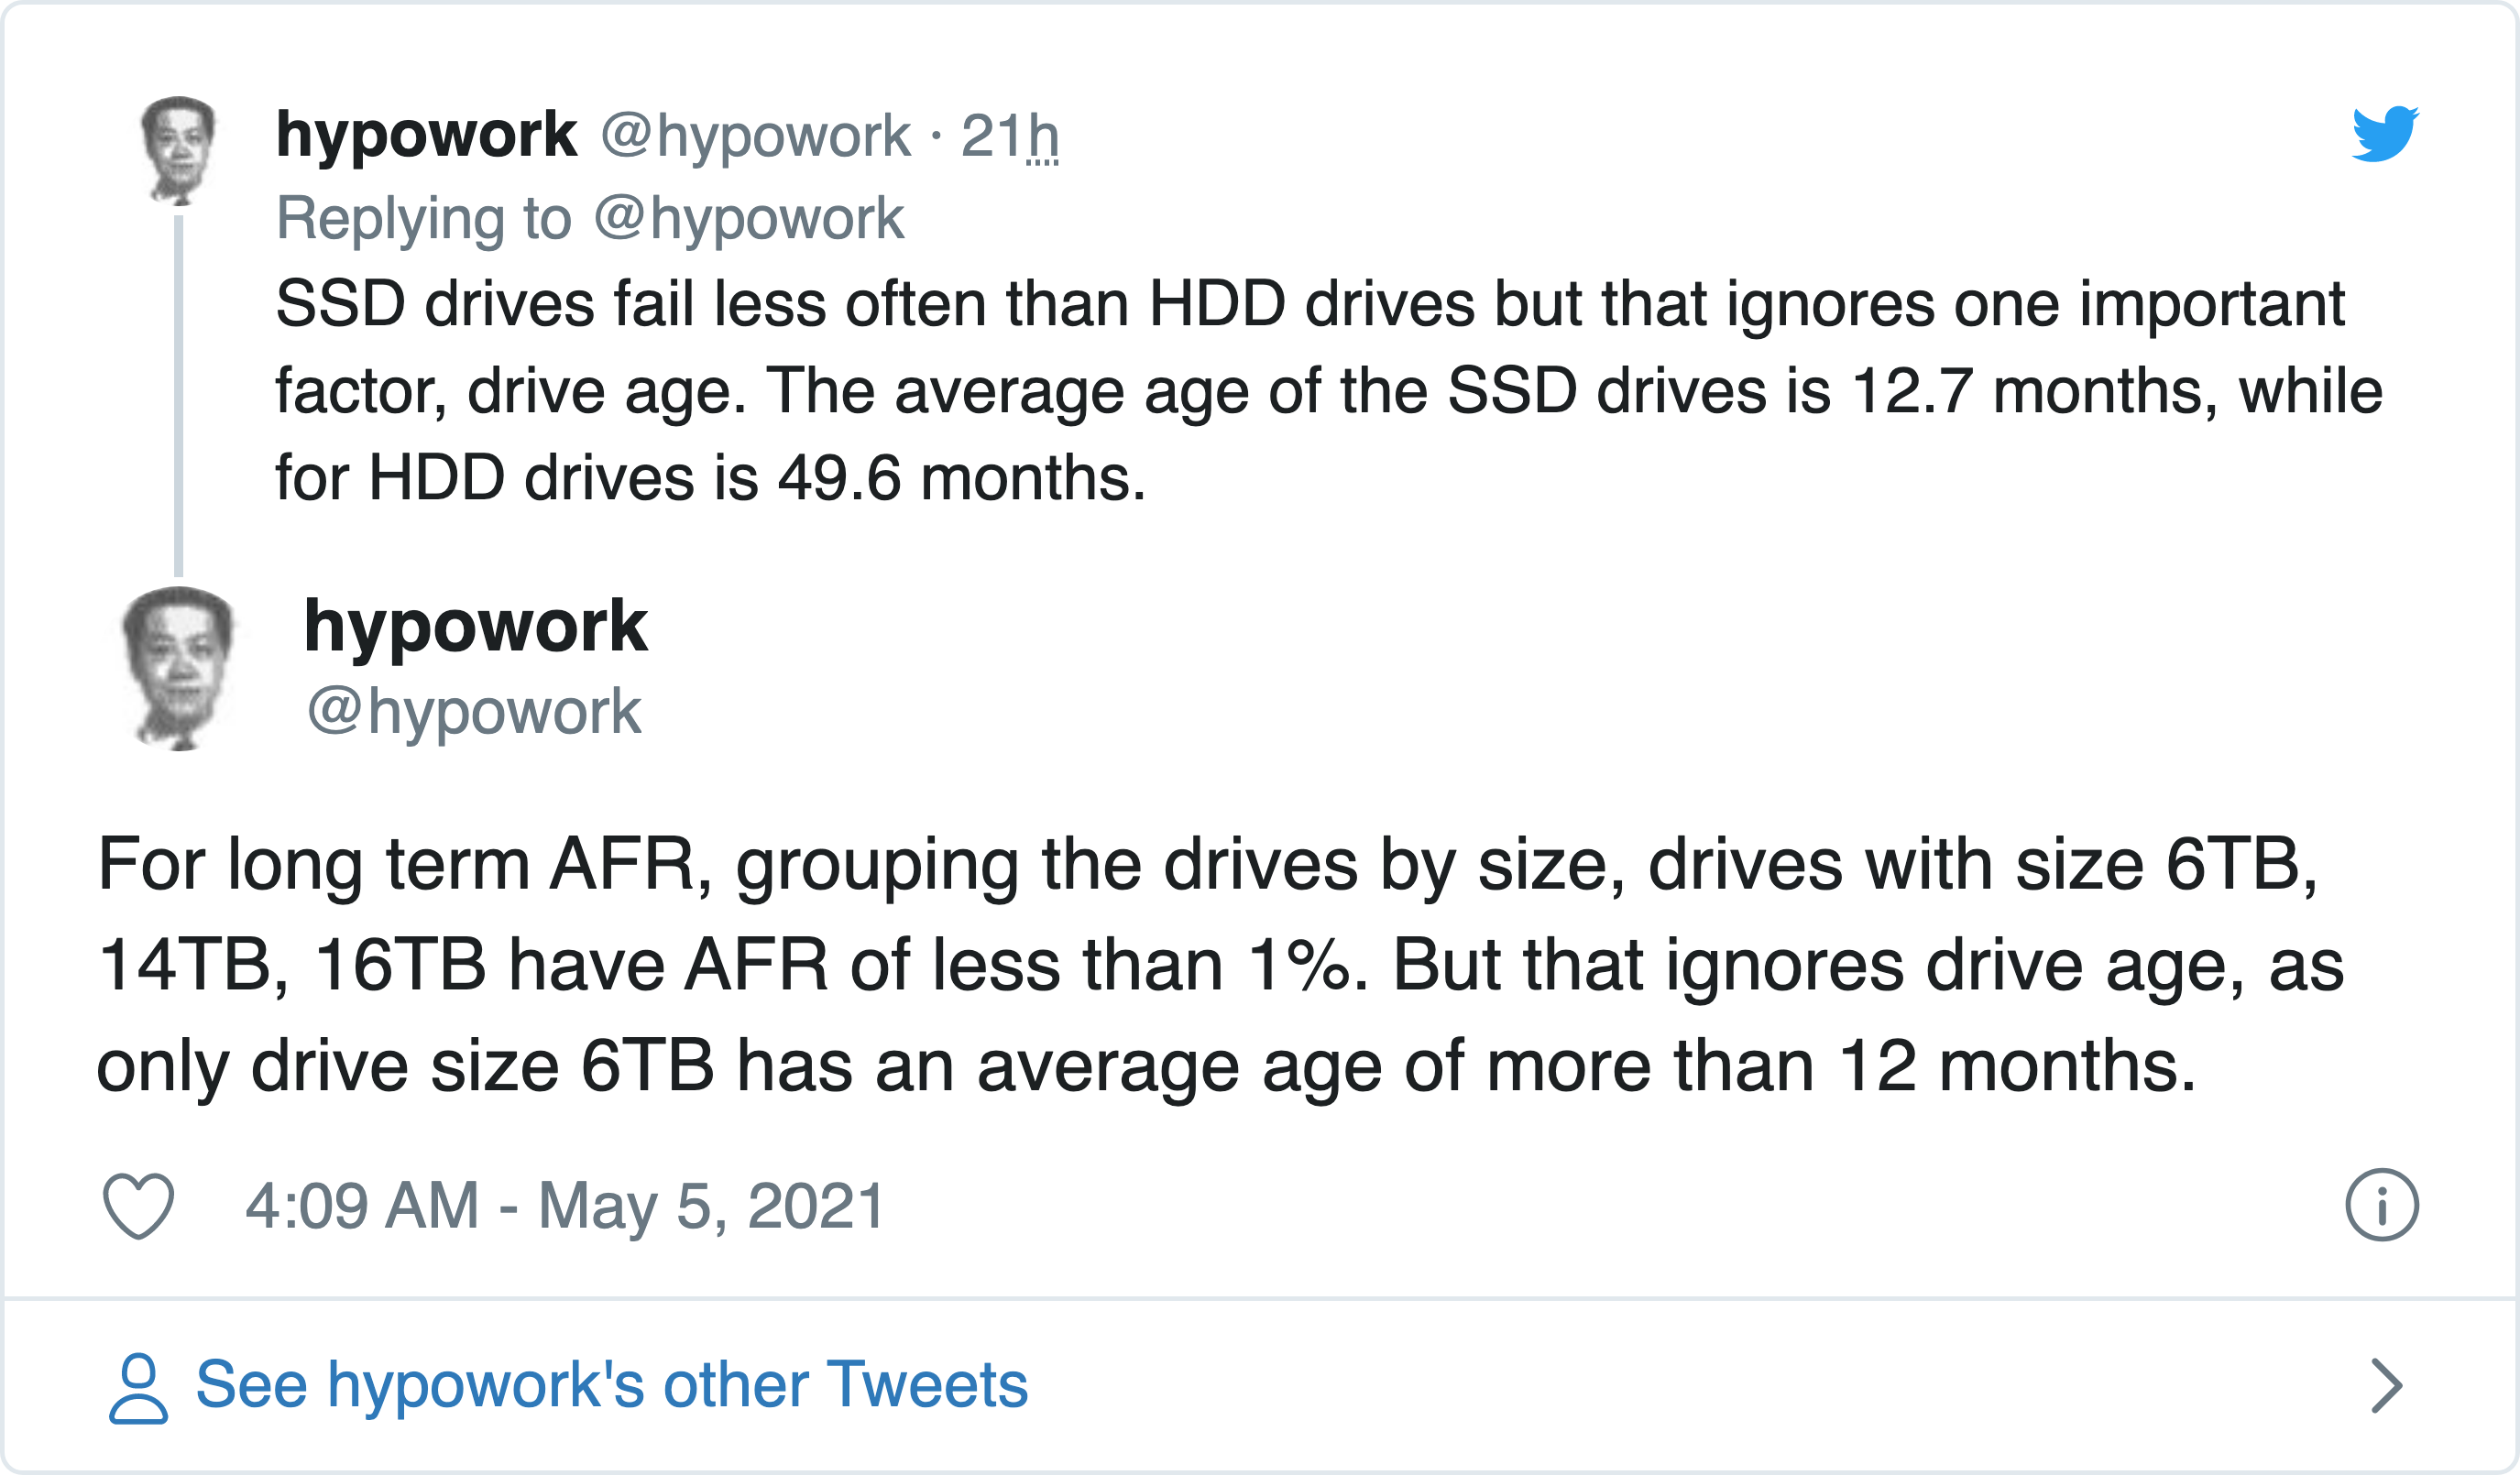 hypowork @hypowork · 21h
Replying to @hypowork
SSD drives fail less often than HDD drives but that ignores one important
factor, drive age. The average age of the SSD drives is 12.7 months, while
for HDD drives is 49.6 months.
hypowork
@hypowork
For long term AFR, grouping the drives by size, drives with size 6TB,
14TB, 16TB have AFR of less than 1%. But that ignores drive age, as
only drive size 6TB has an average age of more than 12 months.
4:09 AM - May 5, 2021
See hypowork's other Tweets